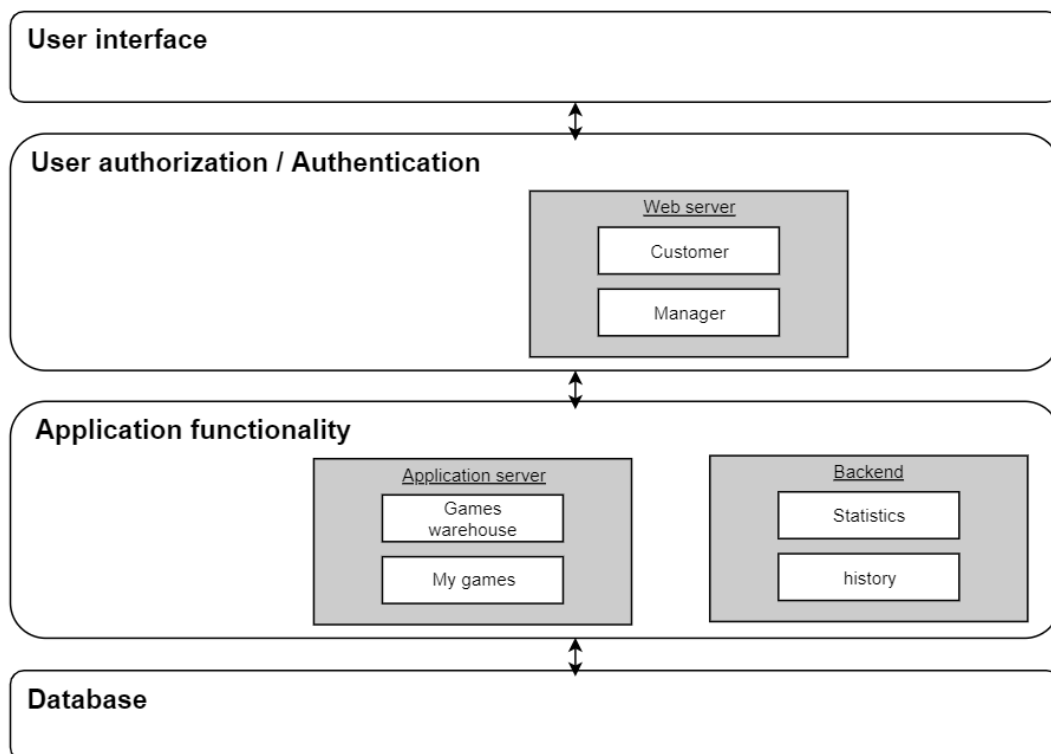 User interface
User authorization / Authentication
Web server
Customer
Manager
Application functionality
Application server
Games
warehouse
My games
Backend
Statistics
history
Database